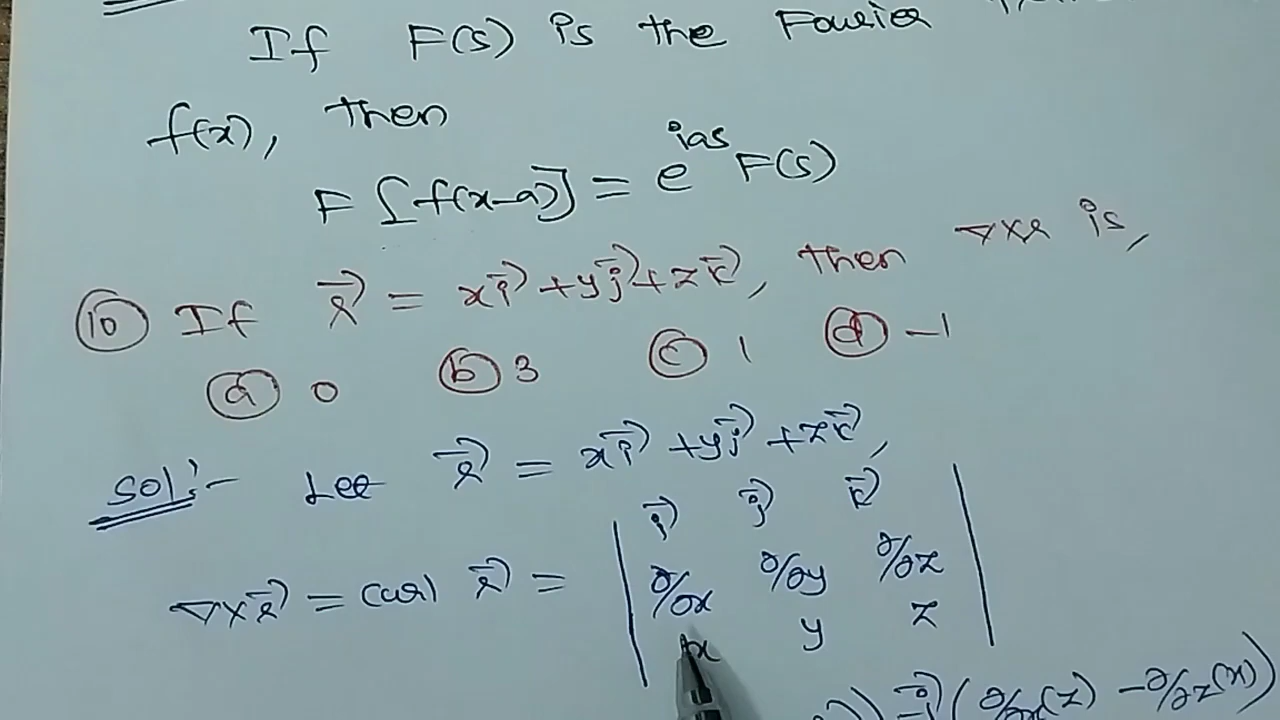 If F(s) is the Fourier
f(x), then
F[f(x-a)] = e^{ias} F(s)
(10) If r⃗ = xi⃗ + yj⃗ + zk⃗, then ∇×r is,
(a) 0 (b) 3 (c) 1 (d) -1
Sol:- Let r⃗ = xi⃗ + yj⃗ + zk⃗,
i⃗ j⃗ k⃗
∇×r⃗ = Curl r⃗ = | ∂/∂x ∂/∂y ∂/∂z |
x y z
-j⃗ (∂/∂x(z) - ∂/∂z(x))